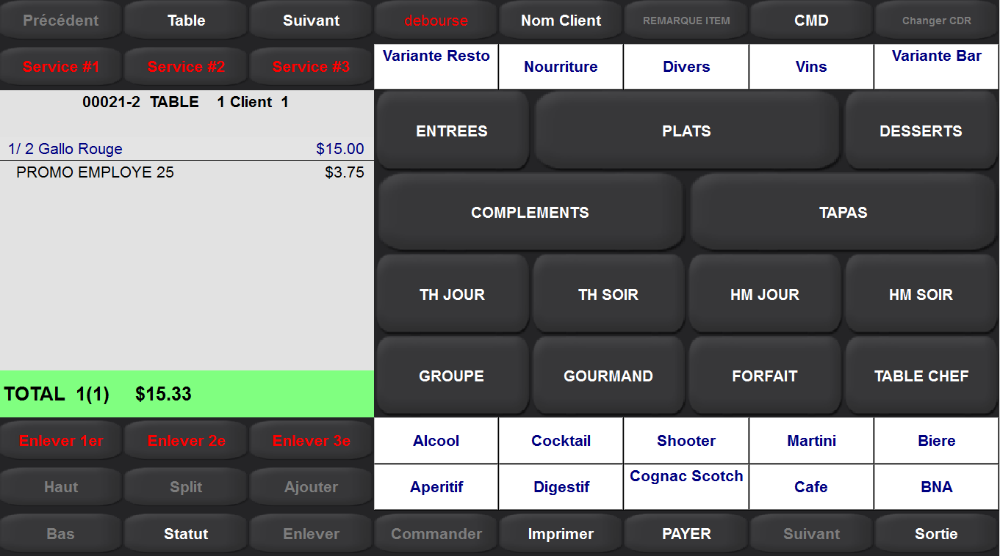 Précédent Table Suivant debourse Nom Client REMARQUE ITEM CMD Changer CDR
Service #1 Service #2 Service #3 Variante Resto Nourriture Divers Vins Variante Bar
00021-2 TABLE 1 Client 1
1/ 2 Gallo Rouge $15.00
PROMO EMPLOYE 25 $3.75
TOTAL 1(1) $15.33
ENTREES PLATS DESSERTS
COMPLEMENTS TAPAS
TH JOUR TH SOIR HM JOUR HM SOIR
GROUPE GOURMAND FORFAIT TABLE CHEF
Enlever 1er Enlever 2e Enlever 3e Alcool Cocktail Shooter Martini Biere
Haut Split Ajouter Aperitif Digestif Cognac Scotch Cafe BNA
Bas Statut Enlever Commander Imprimer PAYER Suivant Sortie